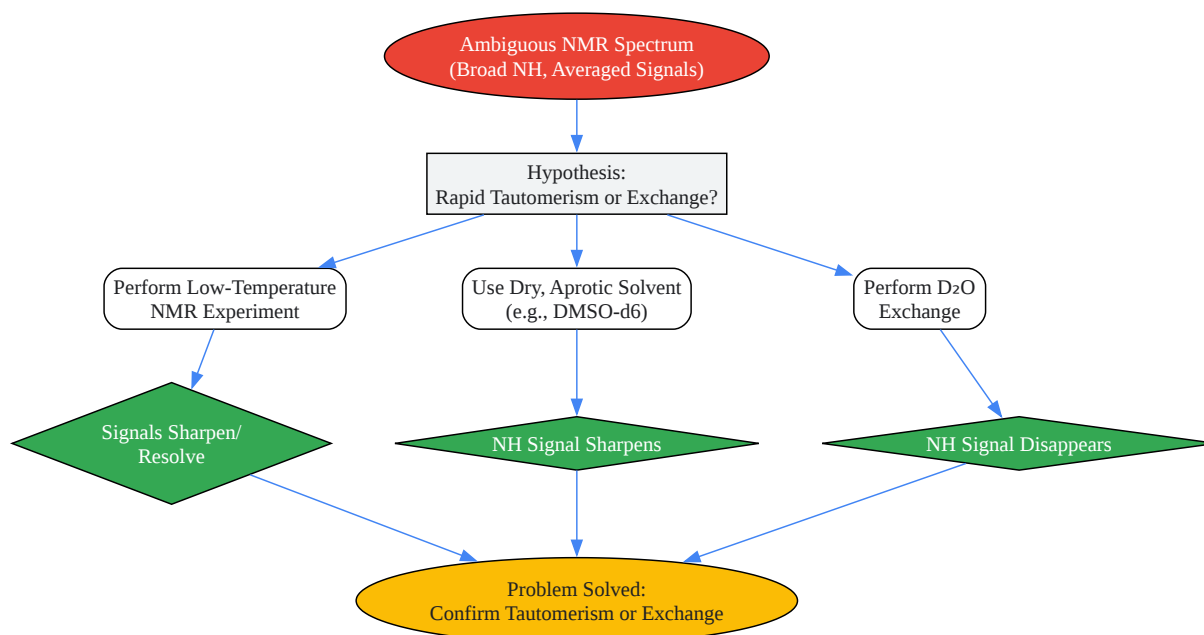 Ambiguous NMR Spectrum
(Broad NH, Averaged Signals)
Hypothesis:
Rapid Tautomerism or Exchange?
Perform Low-Temperature
NMR Experiment
Use Dry, Aprotic Solvent
(e.g., DMSO-d6)
Perform D₂O
Exchange
Signals Sharpen/
Resolve
NH Signal Sharpens
NH Signal Disappears
Problem Solved:
Confirm Tautomerism or Exchange